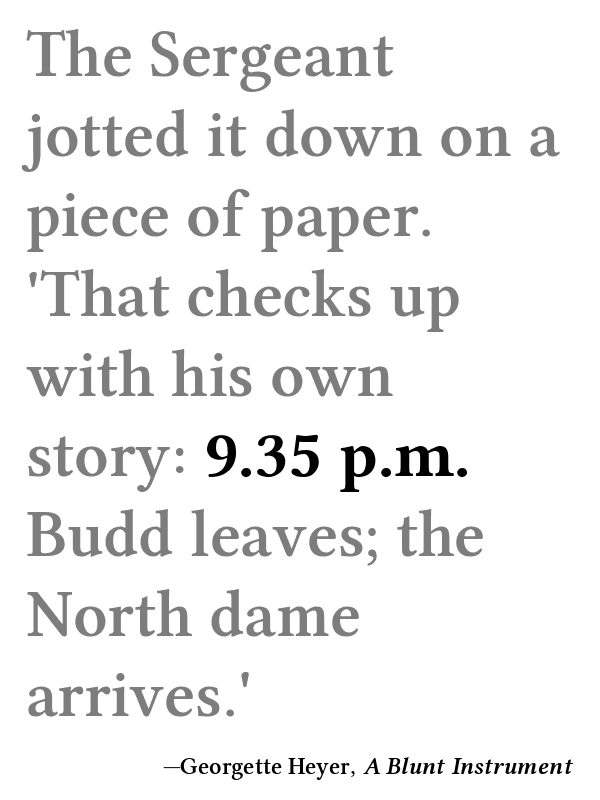 The Sergeant
jotted it down on a
piece of paper.
'That checks up
with his own
story: 9.35 p.m.
Budd leaves; the
North dame
arrives.'
—Georgette Heyer, A Blunt Instrument